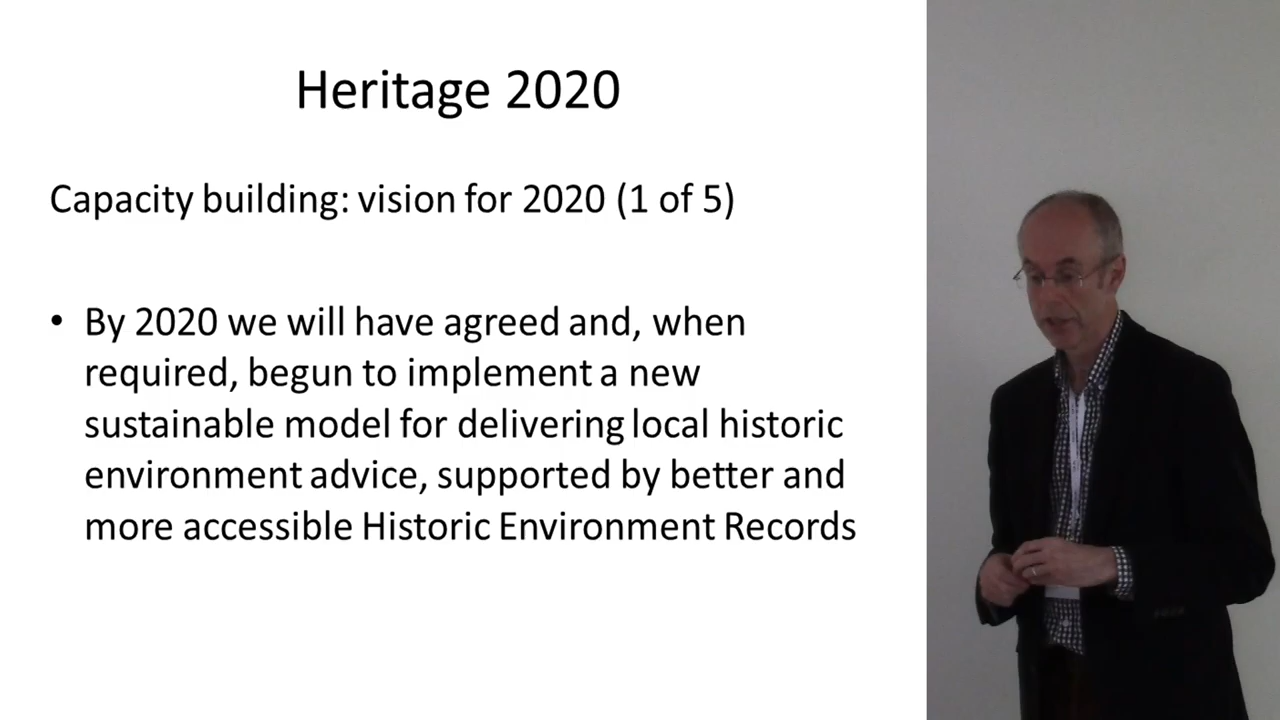 Heritage 2020
Capacity building: vision for 2020 (1 of 5)
• By 2020 we will have agreed and, when
required, begun to implement a new
sustainable model for delivering local historic
environment advice, supported by better and
more accessible Historic Environment Records